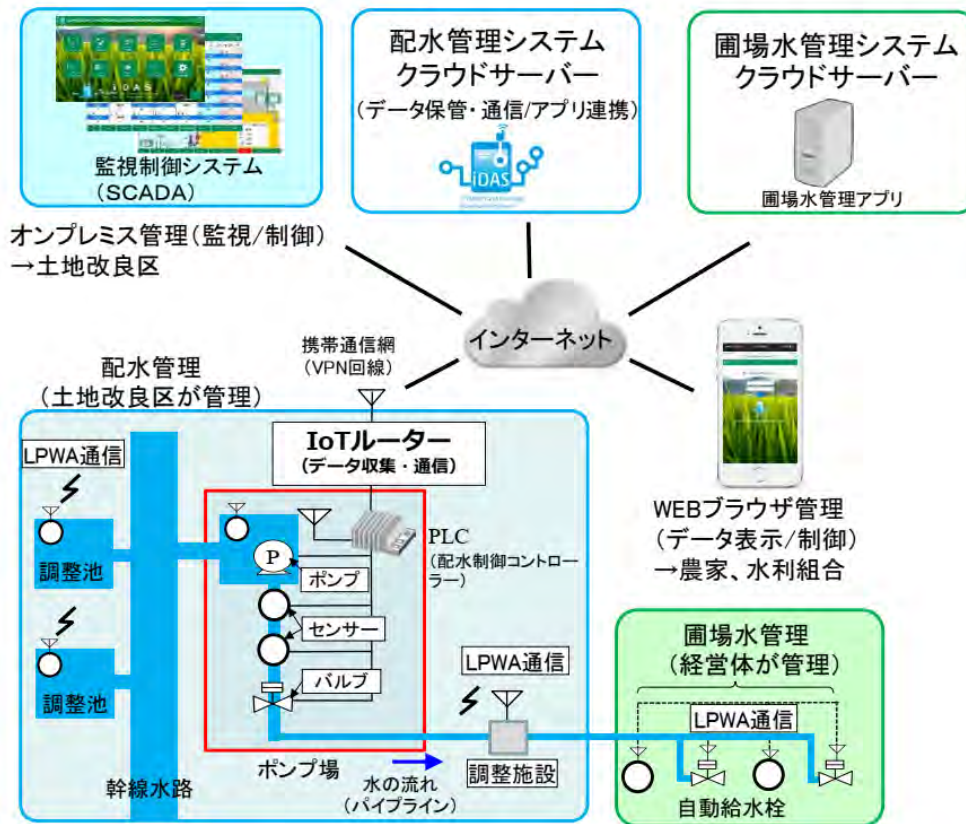 iDAS
監視制御システム
(SCADA)
配水管理システム
クラウドサーバー
(データ保管・通信/アプリ連携)
iDAS
圃場水管理システム
クラウドサーバー
圃場水管理アプリ
オンプレミス管理(監視/制御)
→土地改良区
インターネット
携帯通信網
(VPN回線)
配水管理
(土地改良区が管理)
IoTルーター
(データ収集・通信)
LPWA通信
調整池
調整池
幹線水路
PLC
(配水制御コントロー
ラー)
P
ポンプ
センサー
バルブ
ポンプ場
水の流れ
(パイプライン)
LPWA通信
調整施設
WEBブラウザ管理
(データ表示/制御)
→農家、水利組合
圃場水管理
(経営体が管理)
LPWA通信
自動給水栓